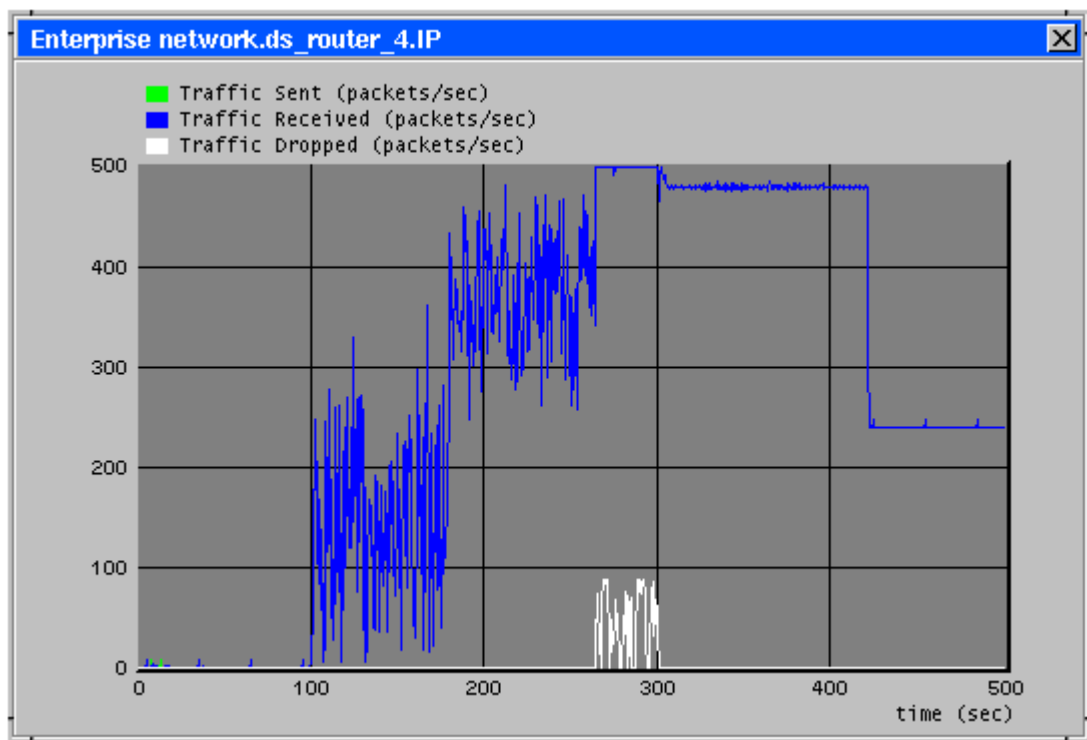 Enterprise network.ds_router_4.IP
Traffic Sent (packets/sec)
Traffic Received (packets/sec)
Traffic Dropped (packets/sec)
500
400
300
200
100
0
0 100 200 300 400 500
time (sec)